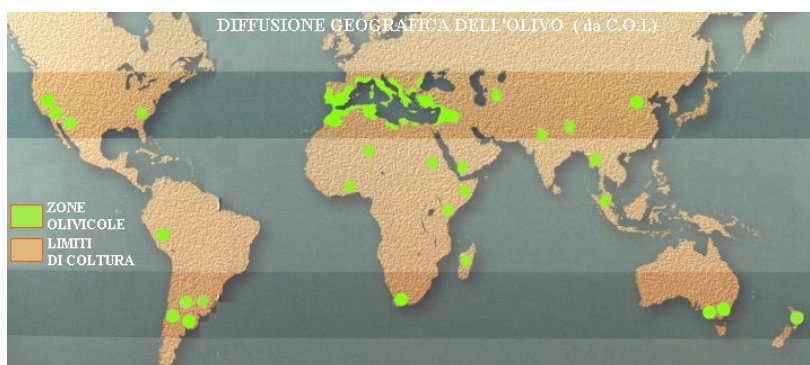 DIFFUSIONE GEOGRAFICA DELL'OLIVO ( da C.O.I.)
ZONE
OLIVICOLE
LIMITI
DI COLTURA